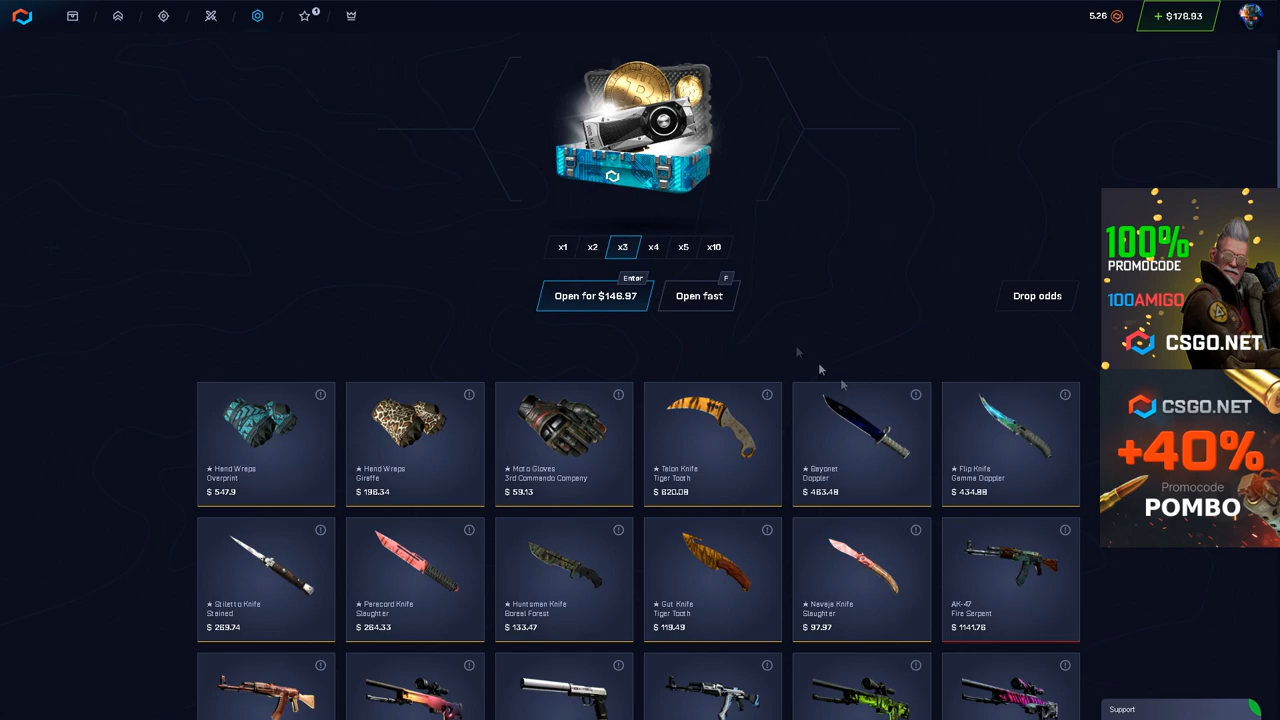 1
5.26
+ $178.93
x1
x2
x3
x4
x5
x10
Enter
F
Open for $146.97
Open fast
Drop odds
100%
PROMOCODE
100AMIGO
CSGO.NET
CSGO.NET
+40%
Promocode
POMBO
★ Hand Wraps
Overprint
$ 547.9
★ Hand Wraps
Giraffe
$ 196.34
★ Moto Gloves
3rd Commando Company
$ 59.13
★ Talon Knife
Tiger Tooth
$ 620.08
★ Bayonet
Doppler
$ 463.48
★ Flip Knife
Gamma Doppler
$ 434.88
★ Stiletto Knife
Stained
$ 269.74
★ Paracord Knife
Slaughter
$ 264.33
★ Huntsman Knife
Boreal Forest
$ 133.47
★ Gut Knife
Tiger Tooth
$ 119.49
★ Navaja Knife
Slaughter
$ 97.97
AK-47
Fire Serpent
$ 1141.76
Support